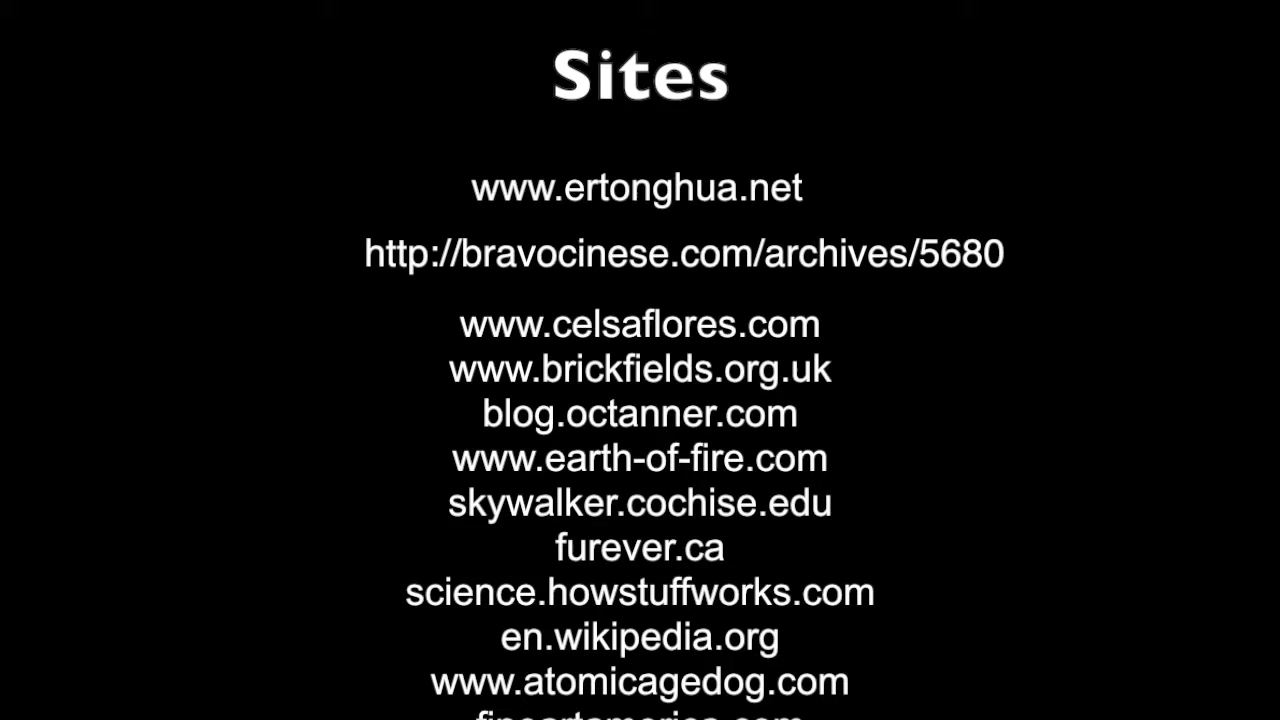 Sites
www.ertonghua.net
http://bravocinese.com/archives/5680
www.celsaflores.com
www.brickfields.org.uk
blog.octanner.com
www.earth-of-fire.com
skywalker.cochise.edu
furever.ca
science.howstuffworks.com
en.wikipedia.org
www.atomicagedog.com
fineartamerica.com